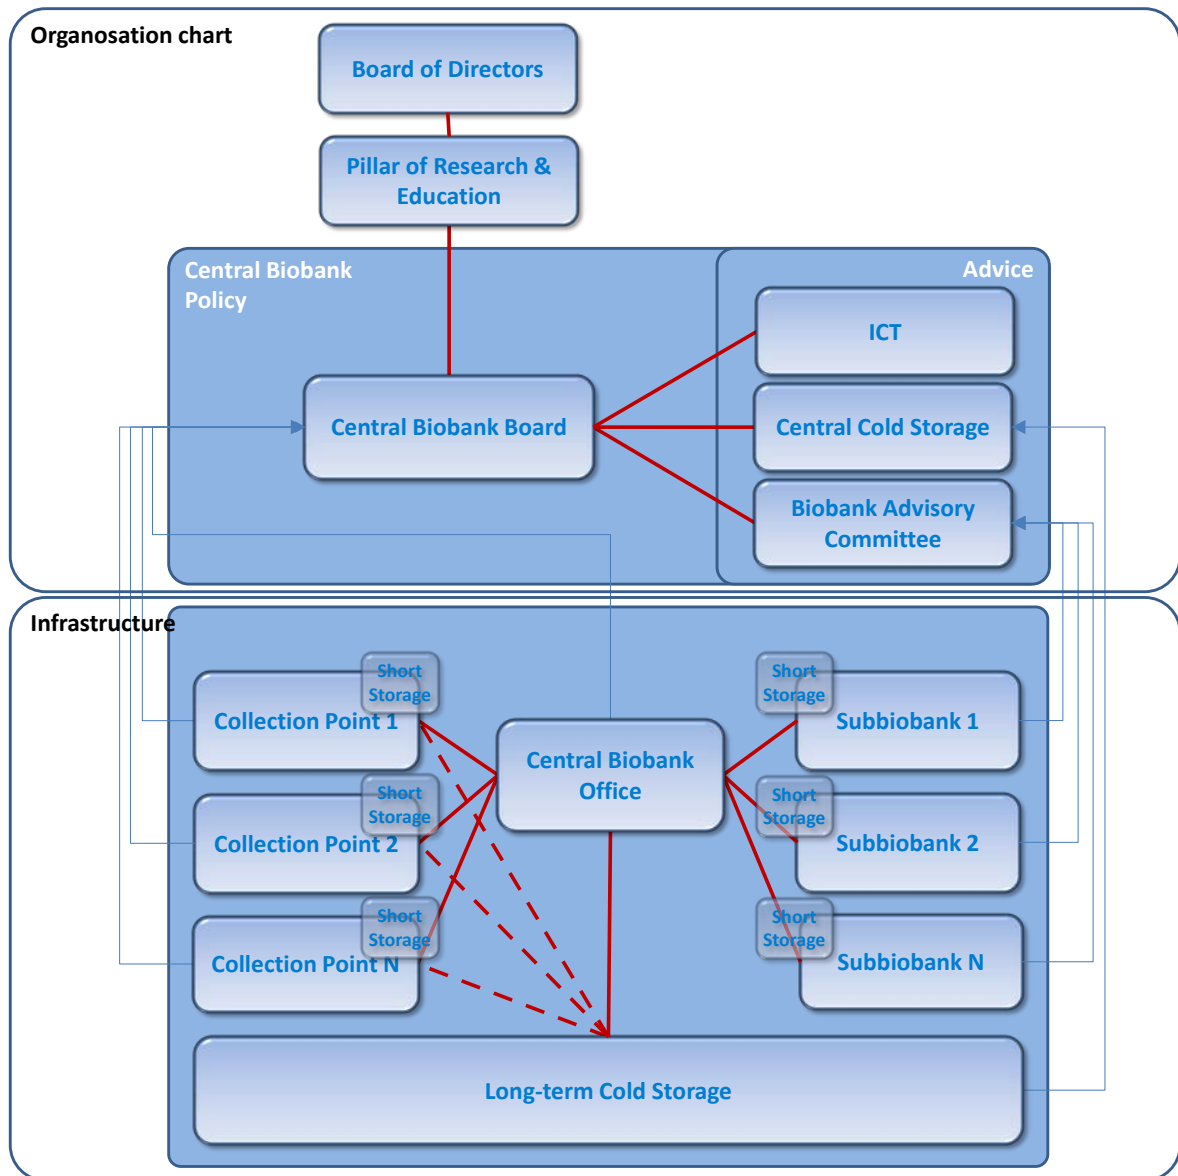 Organosation chart
Board of Directors
Pillar of Research &
Education
Central Biobank
Policy
Advice
ICT
Central Biobank Board
Central Cold Storage
Biobank Advisory
Committee
Infrastructure
Short
Storage
Collection Point 1
Short
Storage
Collection Point 2
Short
Storage
Collection Point N
Central Biobank
Office
Short
Storage
Subbiobank 1
Short
Storage
Subbiobank 2
Short
Storage
Subbiobank N
Long-term Cold Storage